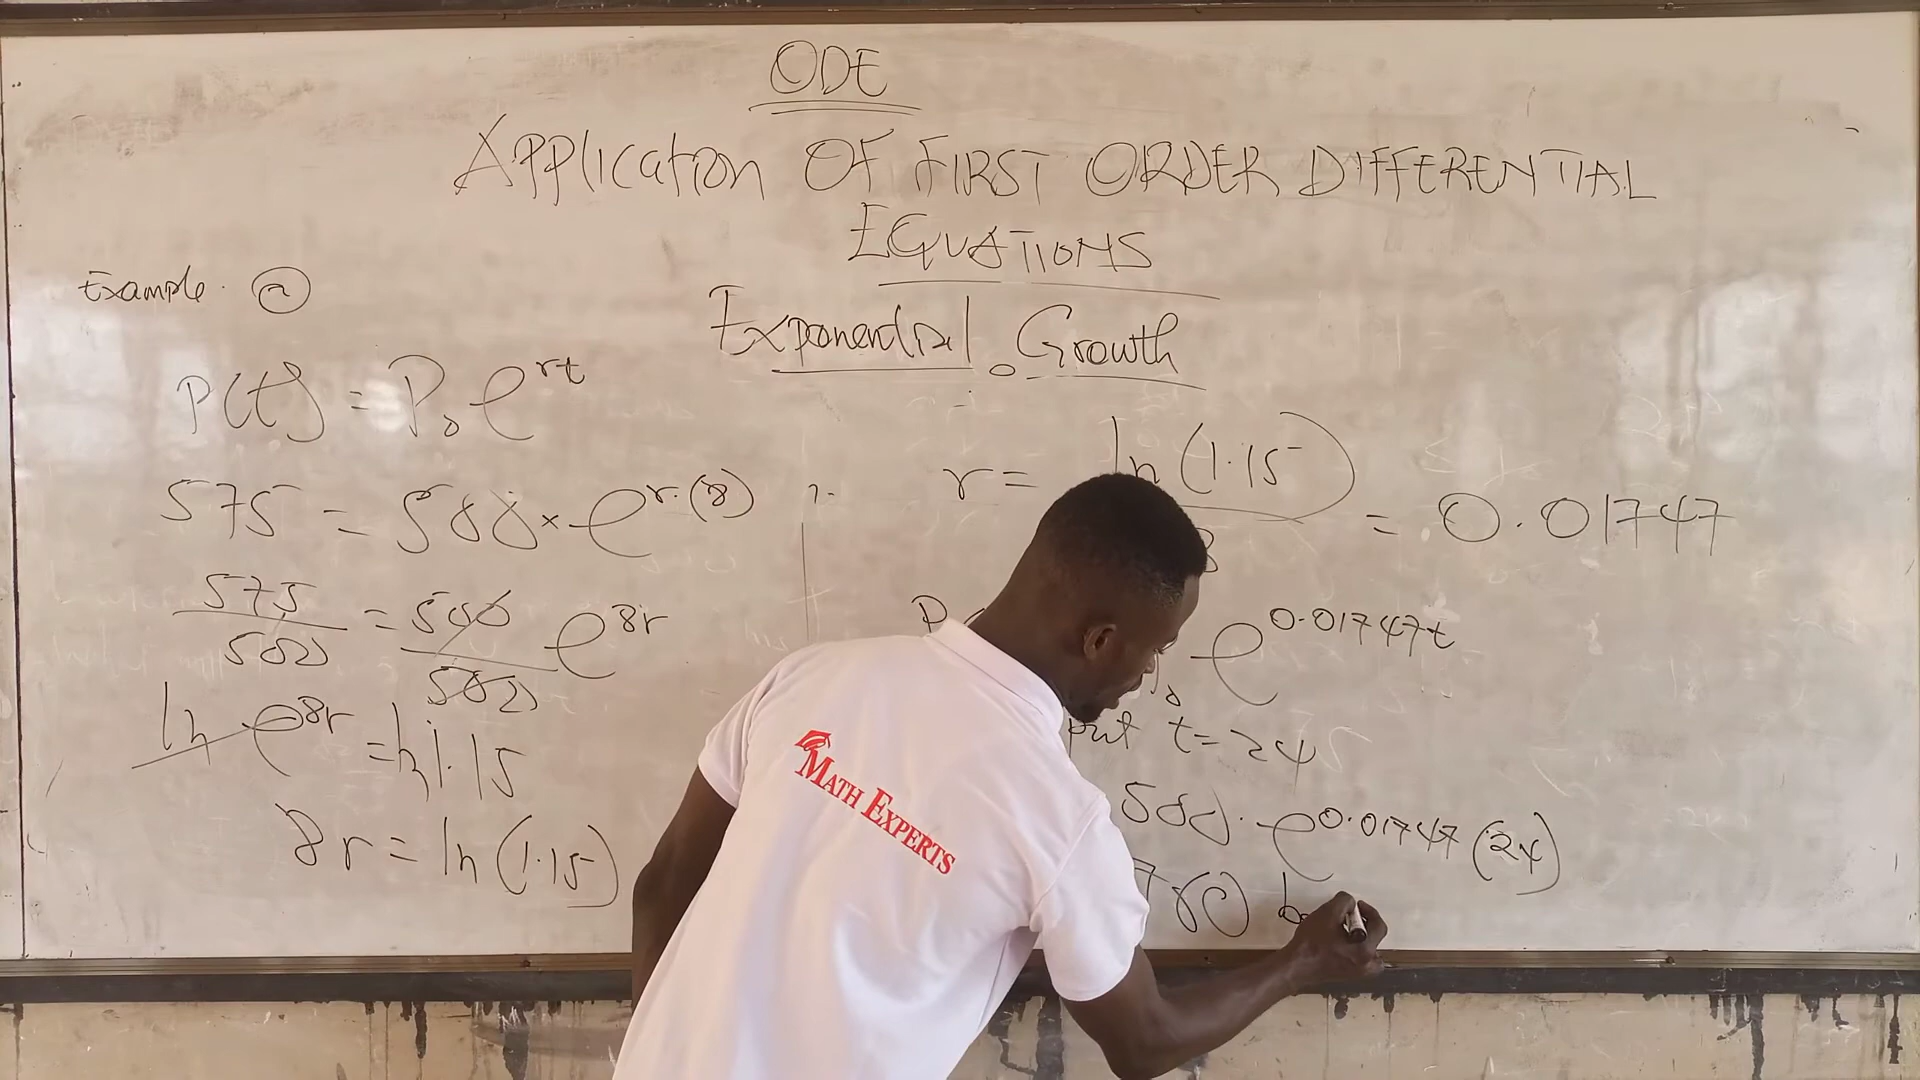 ODE
Application OF FIRST ORDER DIFFERENTIAL
EQUATIONS
Exponential Growth
Example (a)
P(t) = P₀ e^rt
575 = 500 × e^r.(8)
575/500 = 500/500 e^8r
ln e^8r = ln 1.15
8r = ln(1.15)
r = ln(1.15) = 0.01747
P e^0.01747t
put t = 24
500 . e^0.01747(24)
MATH EXPERTS